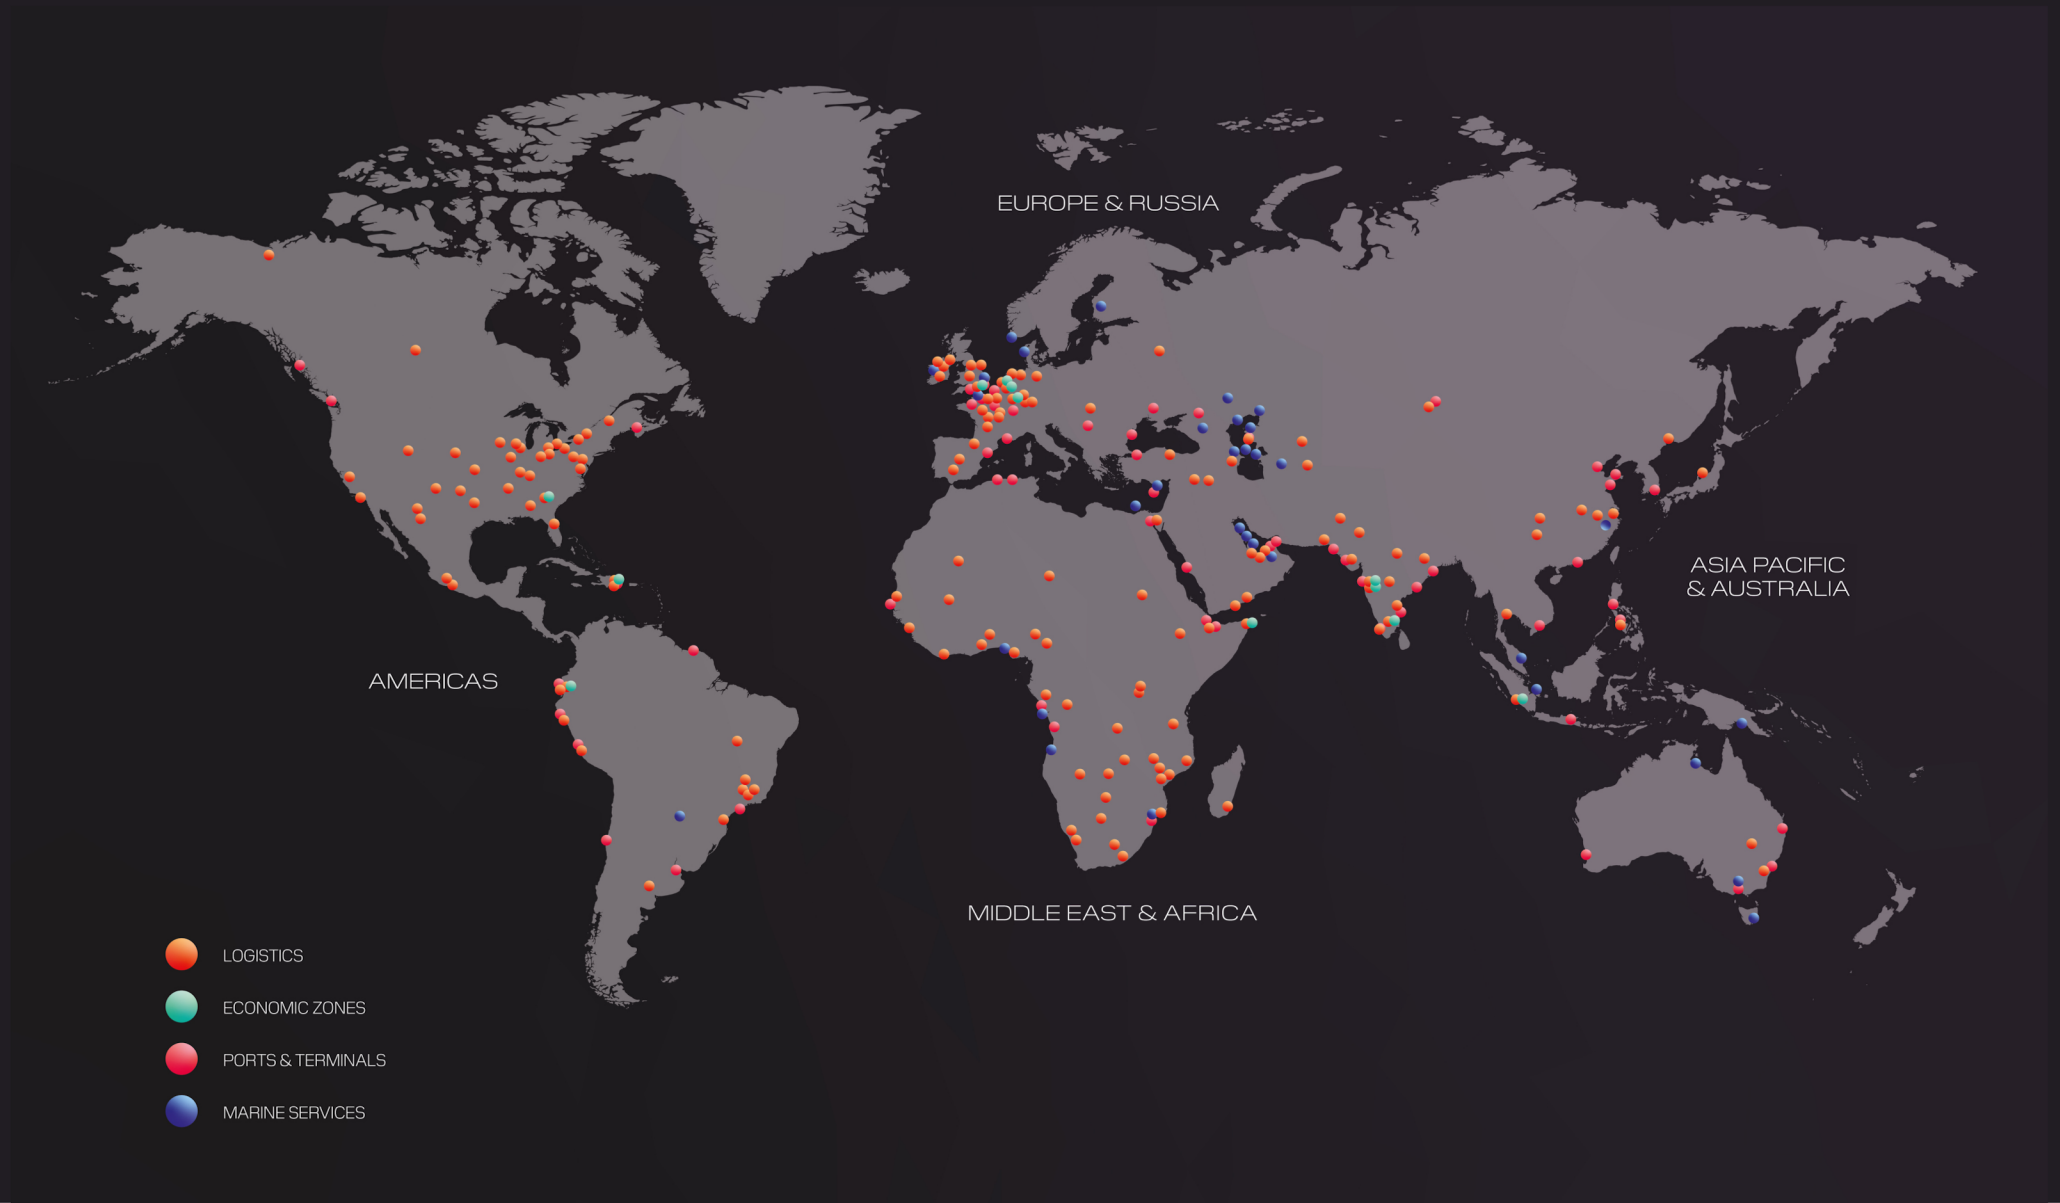 EUROPE & RUSSIA
ASIA PACIFIC
& AUSTRALIA
AMERICAS
MIDDLE EAST & AFRICA
LOGISTICS
ECONOMIC ZONES
PORTS & TERMINALS
MARINE SERVICES